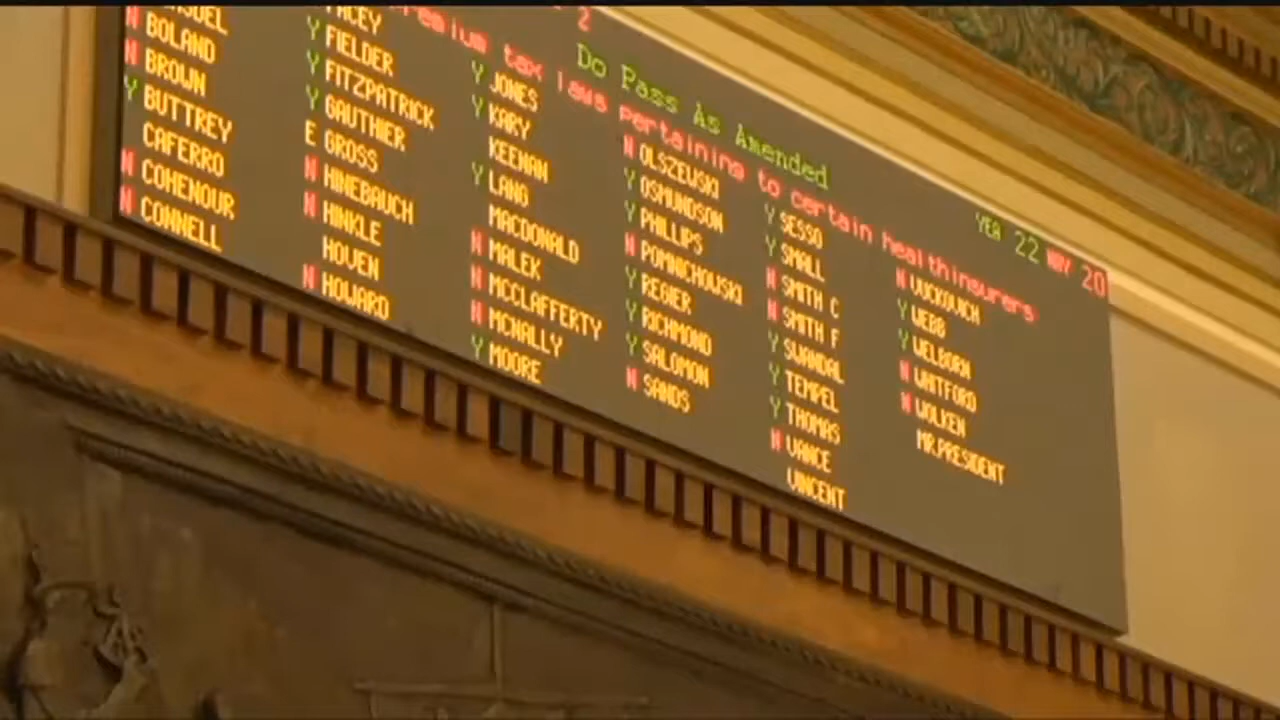 2
Do Pass As Amended
tax laws pertaining to certain healthinsurers
YEA 22 NAY 20
N BOLAND
N BROWN
Y BUTTREY
CAFERRO
N COHENOUR
N CONNELL
Y FIELDER
Y FITZPATRICK
Y GAUTHIER
E GROSS
N HINEBAUCH
N HINKLE
HOVEN
N HOWARD
Y JONES
Y KARY
KEENAN
Y LANG
MACDONALD
N MALEK
N MCCLAFFERTY
N MCNALLY
Y MOORE
N OLSZEWSKI
Y OSMUNDSON
Y PHILLIPS
N POMNICHOWSKI
Y REGIER
Y RICHMOND
Y SALOMON
N SANDS
Y SESSO
Y SMALL
N SMITH C
N SMITH F
Y SWANDAL
Y TEMPEL
Y THOMAS
N VANCE
VINCENT
N VUCKOVICH
Y WEBB
Y WELBORN
N WHITFORD
N WOLKEN
MR.PRESIDENT